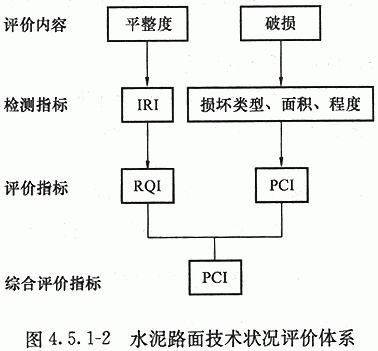 评价内容 平整度 破损
检测指标 IRI 损坏类型、面积、程度
评价指标 RQI PCI
综合评价指标 PCI
图 4.5.1-2 水泥路面技术状况评价体系